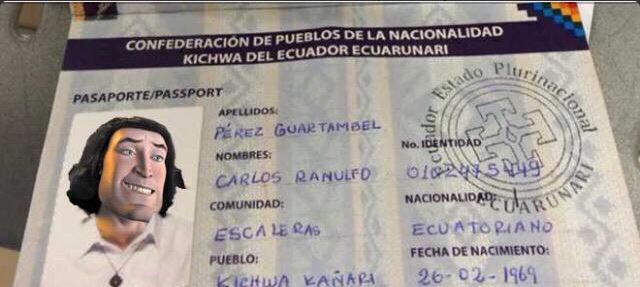 CONFEDERACIÓN DE PUEBLOS DE LA NACIONALIDAD
KICHWA DEL ECUADOR ECUARUNARI
PASAPORTE/PASSPORT
APELLIDOS:
PÉREZ GUARTAMBEL
NOMBRES:
CARLOS RANULFO
COMUNIDAD:
ESCALERAS
PUEBLO:
KICHWA KAÑARI
No. IDENTIDAD
NACIONALIDAD:
ECUATORIANO
FECHA DE NACIMIENTO:
26-02-1969
Ecuador Estado Plurinacional
ECUARUNARI